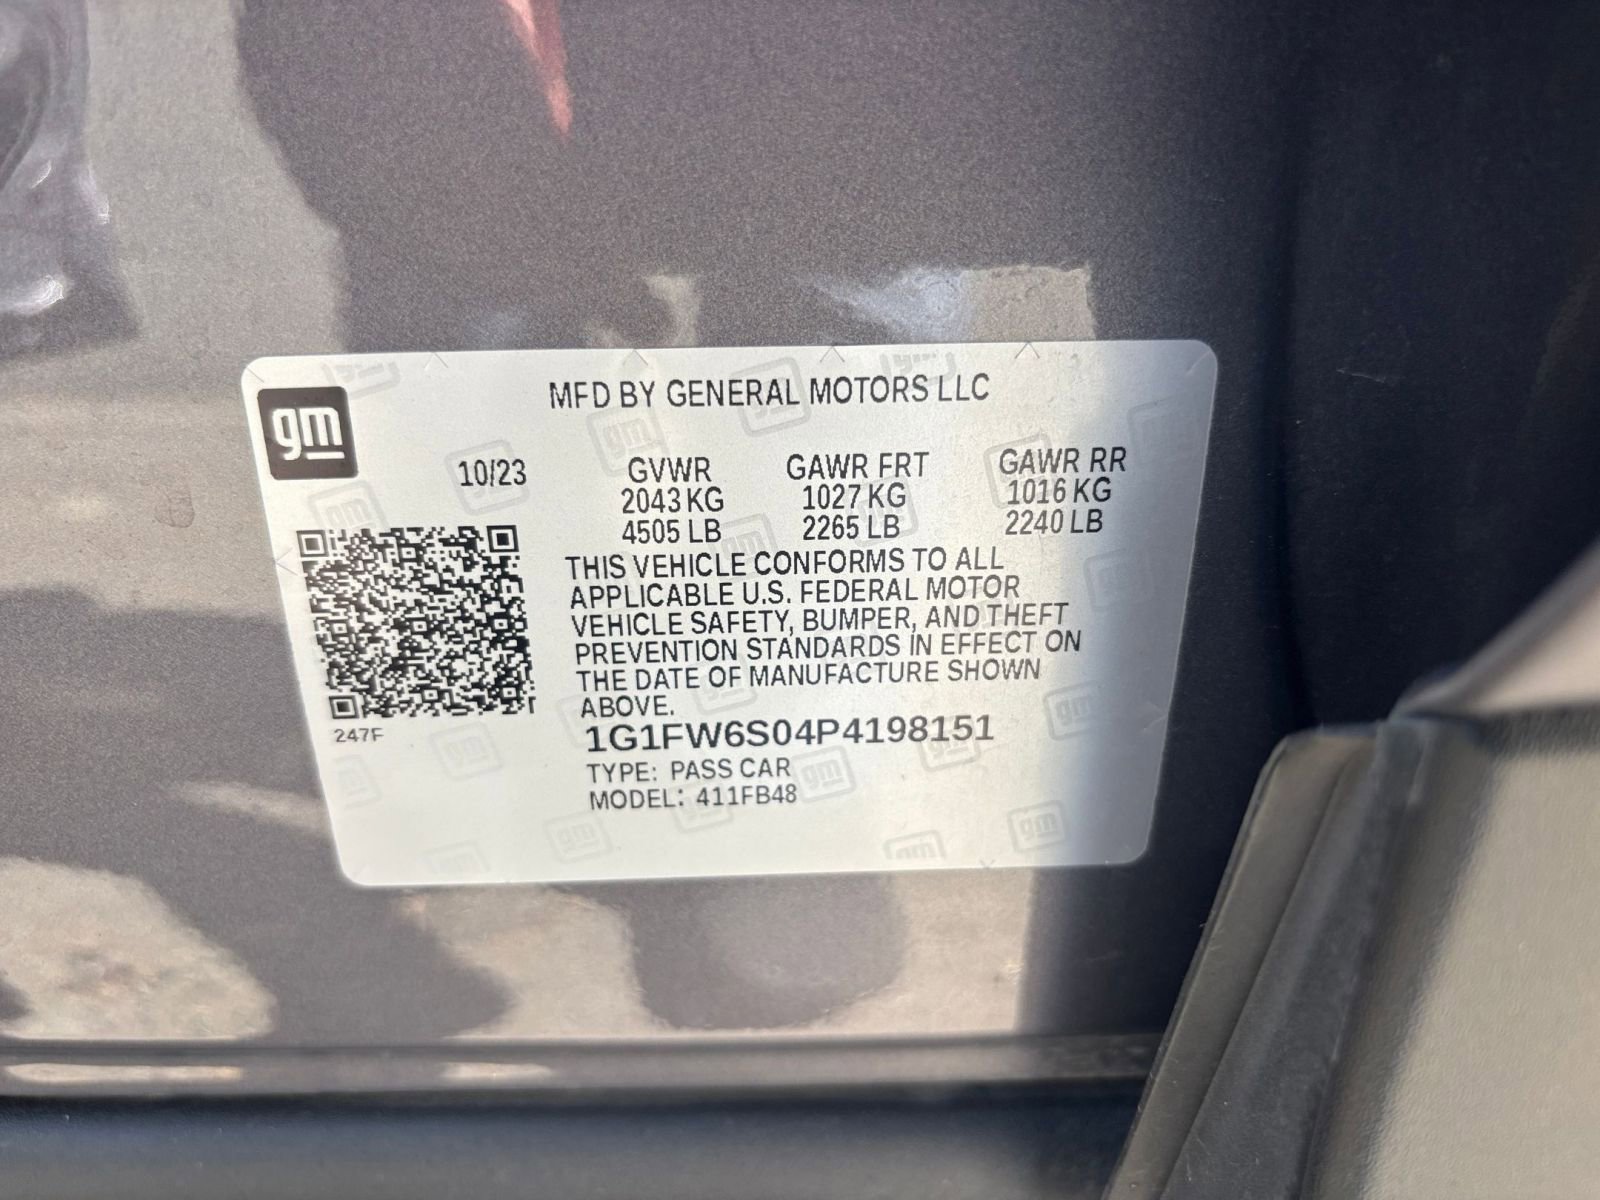 gm
MFD BY GENERAL MOTORS LLC
10/23 GVWR GAWR FRT GAWR RR
2043 KG 1027 KG 1016 KG
4505 LB 2265 LB 2240 LB
THIS VEHICLE CONFORMS TO ALL
APPLICABLE U.S. FEDERAL MOTOR
VEHICLE SAFETY, BUMPER, AND THEFT
PREVENTION STANDARDS IN EFFECT ON
THE DATE OF MANUFACTURE SHOWN
ABOVE.
247F
1G1FW6S04P4198151
TYPE: PASS CAR
MODEL: 411FB48